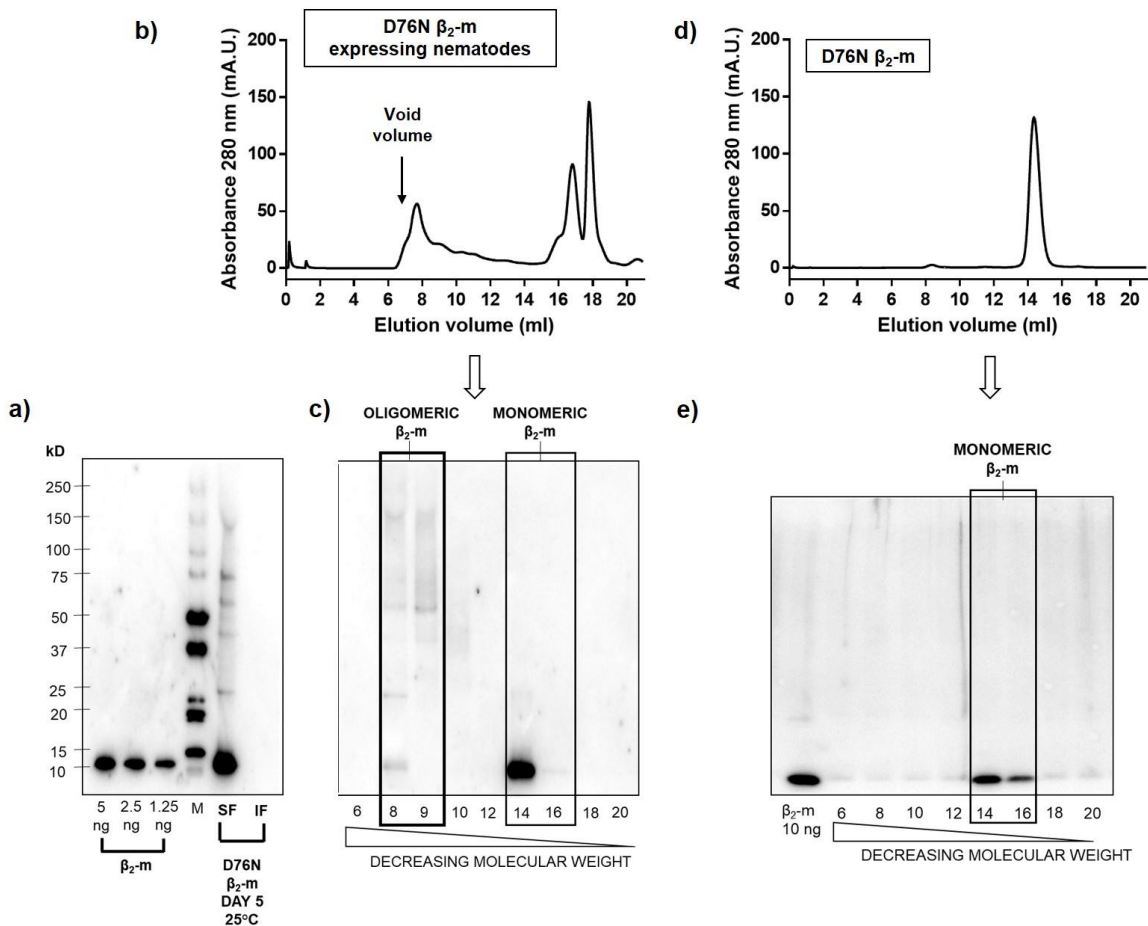 b)
D76N β₂-m
expressing nematodes
Absorbance 280 nm (mA.U.)
200
150
100
50
0
Void
volume
0 2 4 6 8 10 12 14 16 18 20
Elution volume (ml)
d)
D76N β₂-m
Absorbance 280 nm (mA.U.)
200
150
100
50
0
0 2 4 6 8 10 12 14 16 18 20
Elution volume (ml)
a)
kD
250
150
100
75
50
37
25
20
15
10
5 2.5 1.25 M SF IF
ng ng ng
β₂-m
D76N
β₂-m
DAY 5
25°C
c)
OLIGOMERIC
β₂-m
MONOMERIC
β₂-m
6 8 9 10 12 14 16 18 20
DECREASING MOLECULAR WEIGHT
e)
MONOMERIC
β₂-m
β₂-m 6 8 10 12 14 16 18 20
10 ng
DECREASING MOLECULAR WEIGHT